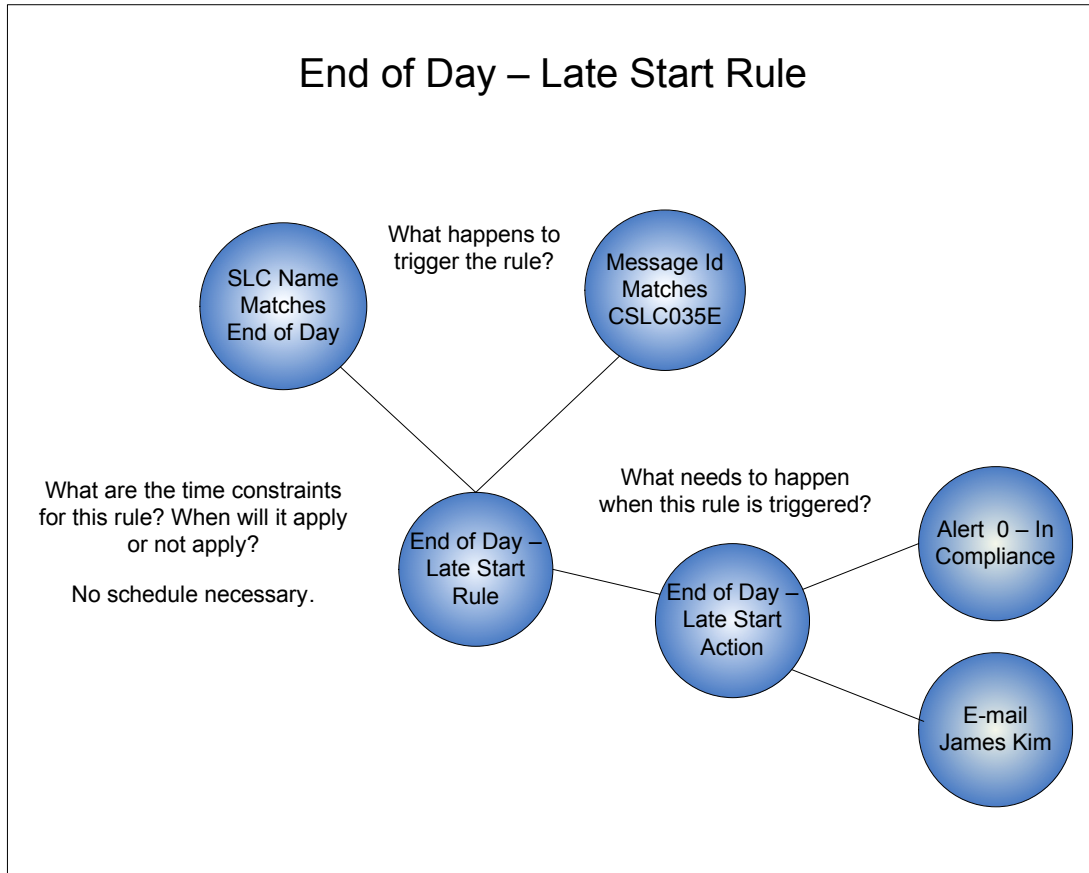 End of Day – Late Start Rule
SLC Name
Matches
End of Day
What happens to
trigger the rule?
Message Id
Matches
CSLC035E
What are the time constraints
for this rule? When will it apply
or not apply?
No schedule necessary.
End of Day –
Late Start
Rule
What needs to happen
when this rule is triggered?
End of Day –
Late Start
Action
Alert  0 – In
Compliance
E-mail
James Kim